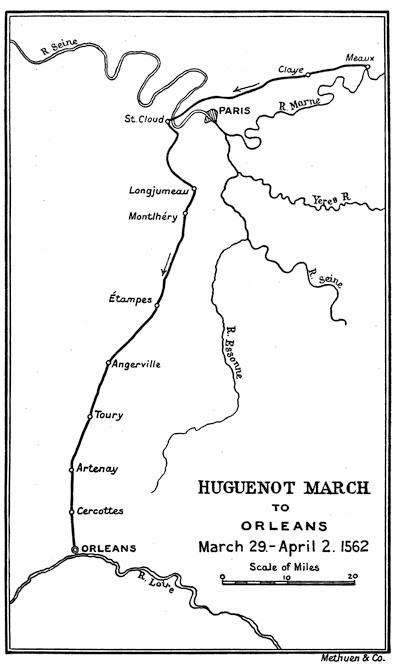 R. Seine
Meaux
Claye
R. Marne
PARIS
St. Cloud
Longjumeau
Yeres R
Montlhéry
R. Seine
Étampes
R. Essonne
Angerville
Toury
Artenay
HUGUENOT MARCH
TO
ORLEANS
Cercottes
March 29.-April 2. 1562
ORLEANS
Scale of Miles
0 10 20
R. Loire
Methuen & Co.